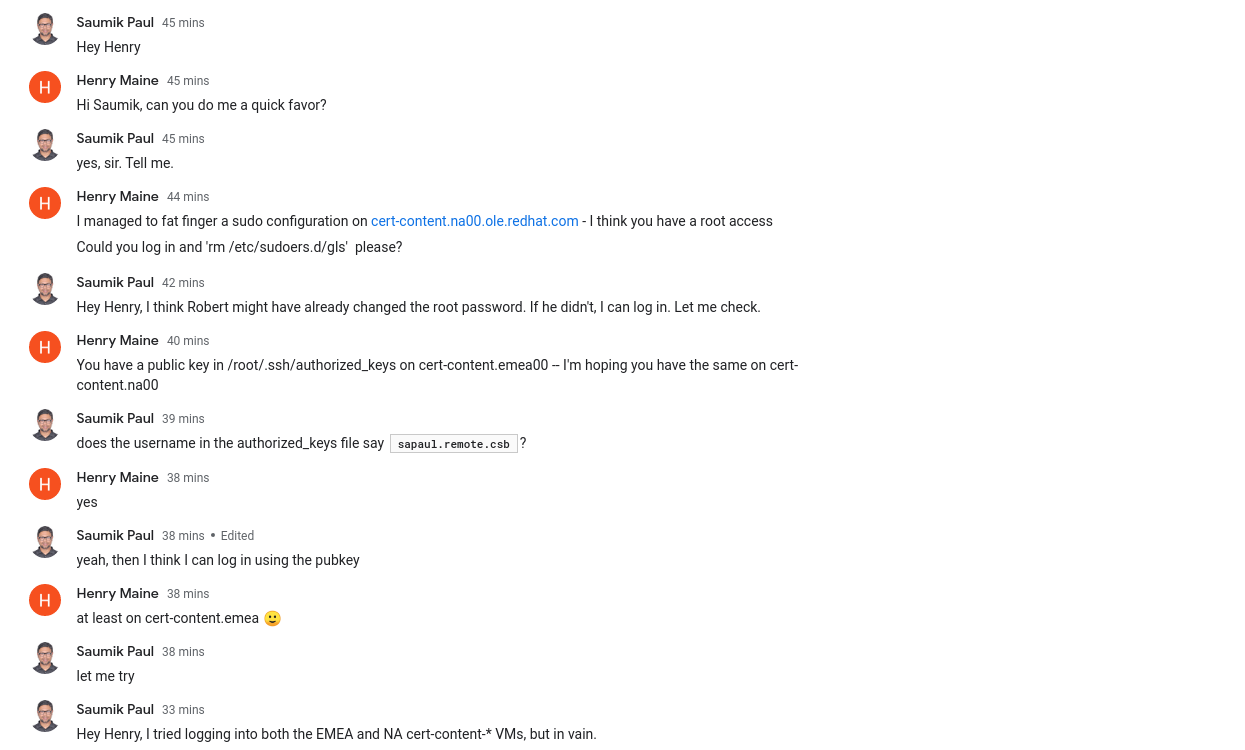 Saumik Paul 45 mins
Hey Henry
H
Henry Maine 45 mins
Hi Saumik, can you do me a quick favor?
Saumik Paul 45 mins
yes, sir. Tell me.
H
Henry Maine 44 mins
I managed to fat finger a sudo configuration on cert-content.na00.ole.redhat.com - I think you have a root access
Could you log in and 'rm /etc/sudoers.d/gls'  please?
Saumik Paul 42 mins
Hey Henry, I think Robert might have already changed the root password. If he didn't, I can log in. Let me check.
H
Henry Maine 40 mins
You have a public key in /root/.ssh/authorized_keys on cert-content.emea00 -- I'm hoping you have the same on cert-
content.na00
Saumik Paul 39 mins
does the username in the authorized_keys file say sapaul.remote.csb ?
H
Henry Maine 38 mins
yes
Saumik Paul 38 mins • Edited
yeah, then I think I can log in using the pubkey
H
Henry Maine 38 mins
at least on cert-content.emea 🙂
Saumik Paul 38 mins
let me try
Saumik Paul 33 mins
Hey Henry, I tried logging into both the EMEA and NA cert-content-* VMs, but in vain.